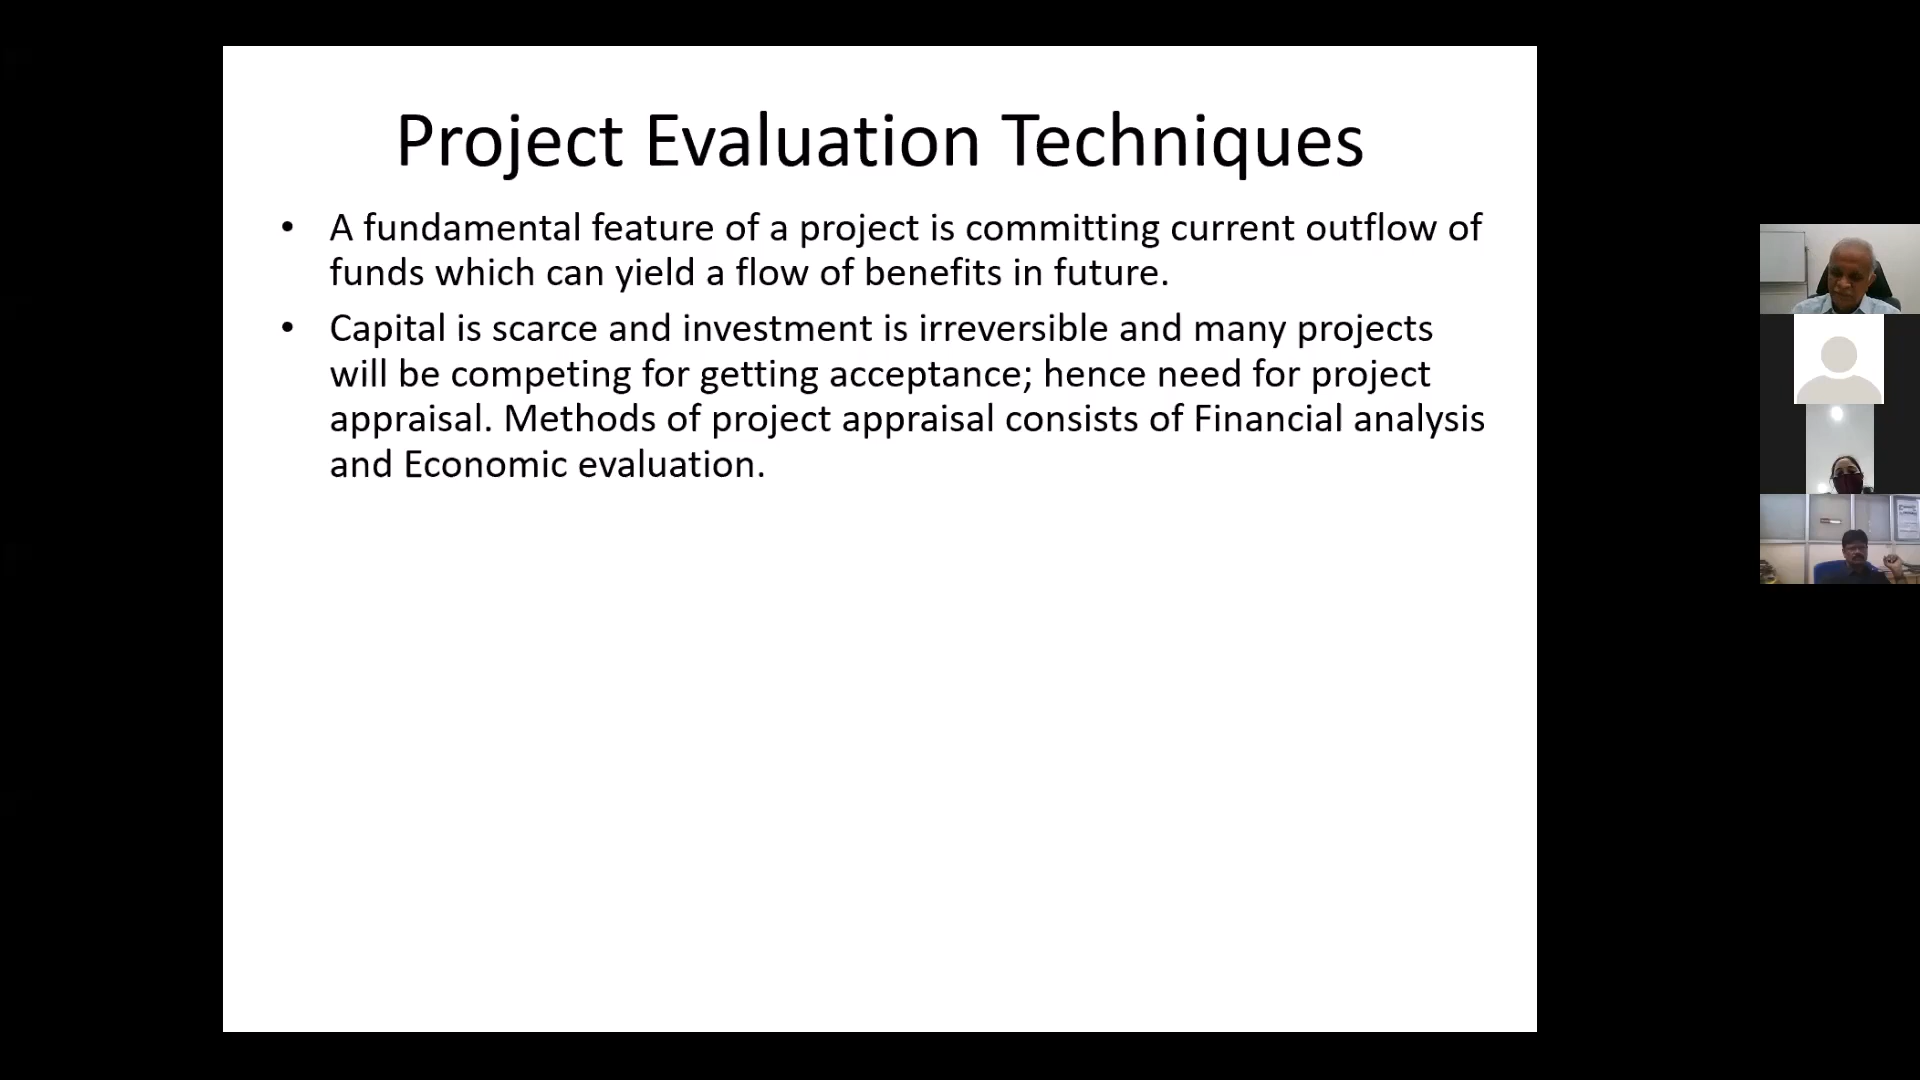 Project Evaluation Techniques
• A fundamental feature of a project is committing current outflow of
funds which can yield a flow of benefits in future.
• Capital is scarce and investment is irreversible and many projects
will be competing for getting acceptance; hence need for project
appraisal. Methods of project appraisal consists of Financial analysis
and Economic evaluation.